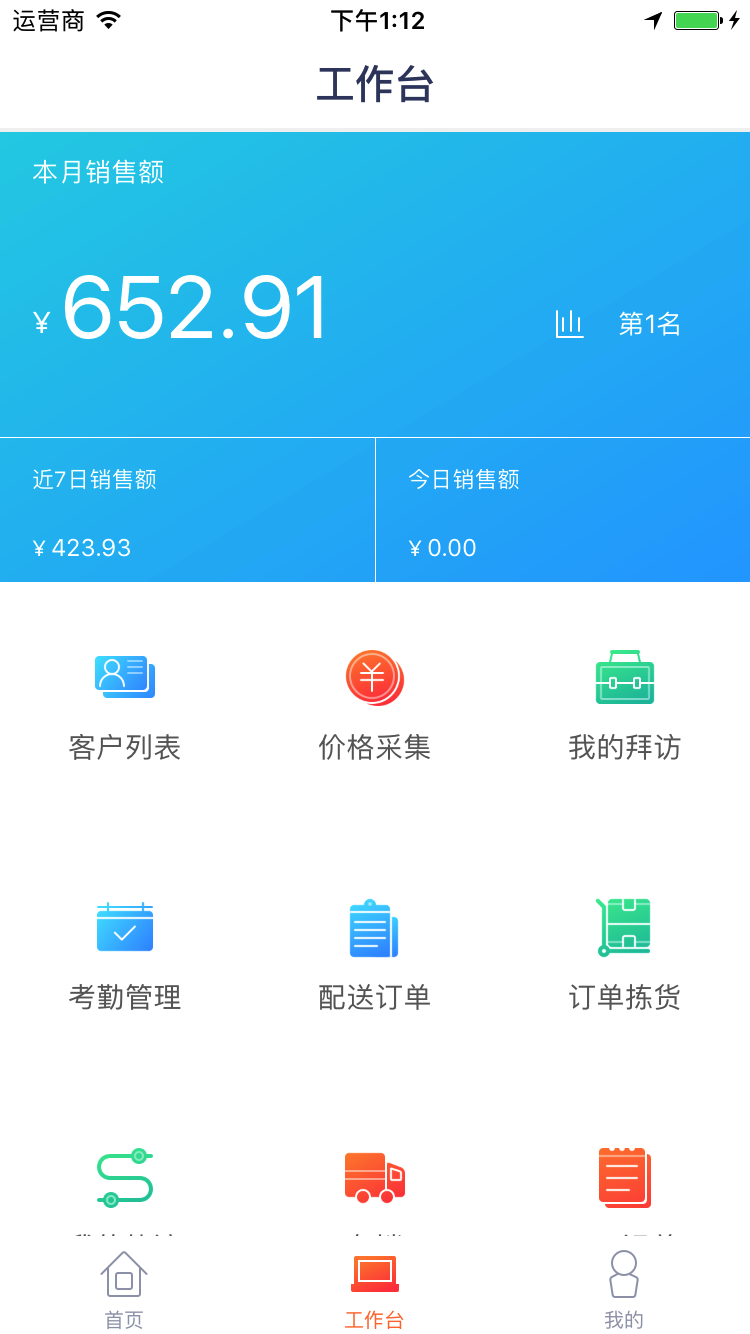 运营商 下午1:12
工作台
本月销售额
¥ 652.91 第1名
近7日销售额 今日销售额
¥ 423.93 ¥ 0.00
客户列表 价格采集 我的拜访
考勤管理 配送订单 订单拣货
首页 工作台 我的